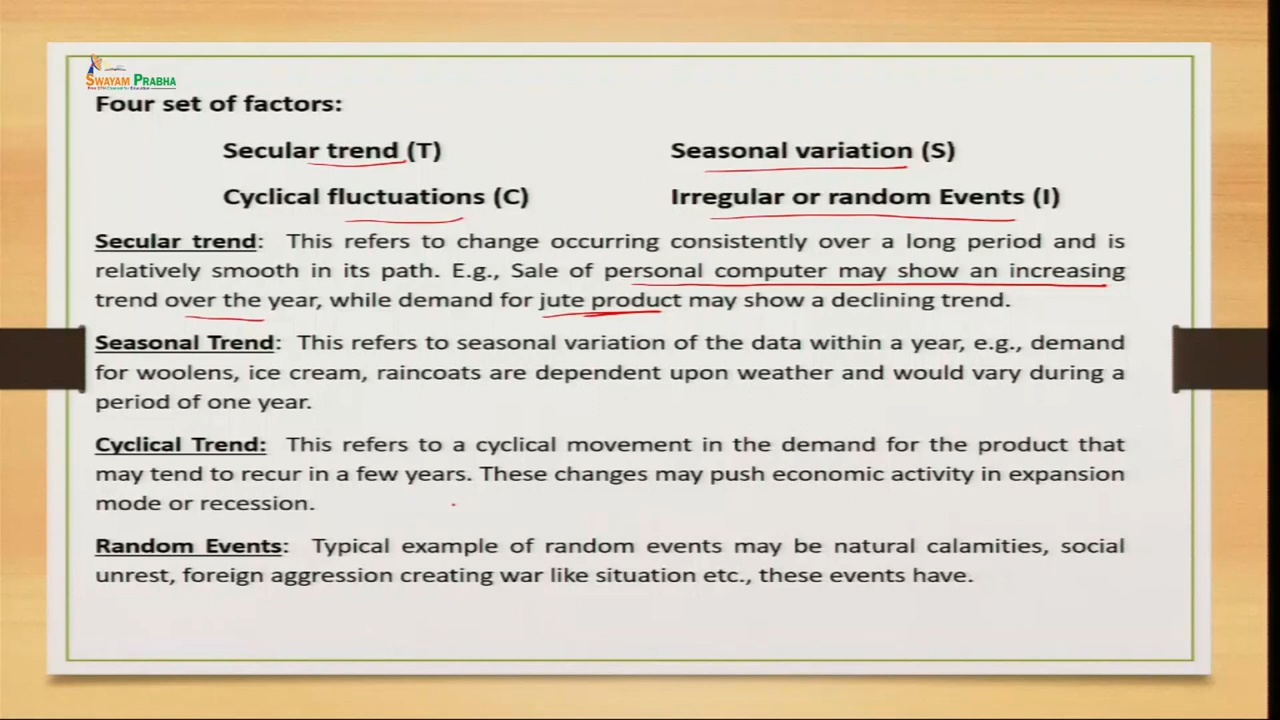 SWAYAM PRABHA
Four set of factors:
Secular trend (T) Seasonal variation (S)
Cyclical fluctuations (C) Irregular or random Events (I)
Secular trend: This refers to change occurring consistently over a long period and is
relatively smooth in its path. E.g., Sale of personal computer may show an increasing
trend over the year, while demand for jute product may show a declining trend.
Seasonal Trend: This refers to seasonal variation of the data within a year, e.g., demand
for woolens, ice cream, raincoats are dependent upon weather and would vary during a
period of one year.
Cyclical Trend: This refers to a cyclical movement in the demand for the product that
may tend to recur in a few years. These changes may push economic activity in expansion
mode or recession.
Random Events: Typical example of random events may be natural calamities, social
unrest, foreign aggression creating war like situation etc., these events have.